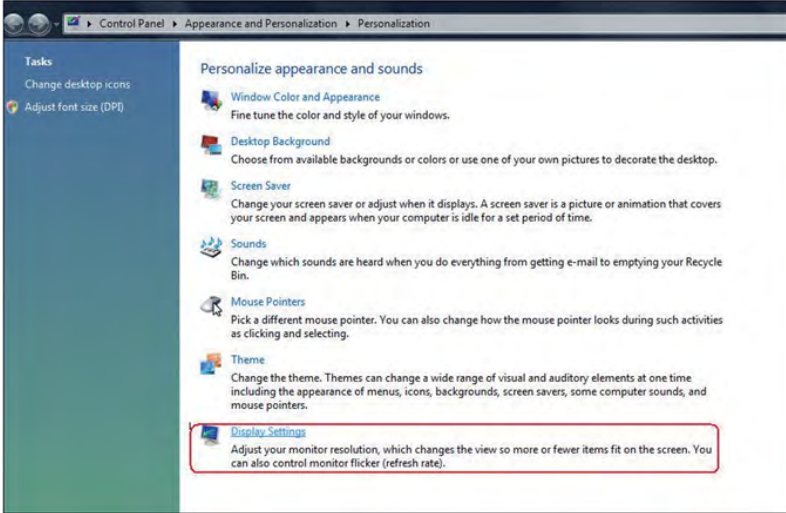 Control Panel ▸ Appearance and Personalization ▸ Personalization
Tasks
Change desktop icons
Adjust font size (DPI)
Personalize appearance and sounds
Window Color and Appearance
Fine tune the color and style of your windows.
Desktop Background
Choose from available backgrounds or colors or use one of your own pictures to decorate the desktop.
Screen Saver
Change your screen saver or adjust when it displays. A screen saver is a picture or animation that covers
your screen and appears when your computer is idle for a set period of time.
Sounds
Change which sounds are heard when you do everything from getting e-mail to emptying your Recycle
Bin.
Mouse Pointers
Pick a different mouse pointer. You can also change how the mouse pointer looks during such activities
as clicking and selecting.
Theme
Change the theme. Themes can change a wide range of visual and auditory elements at one time
including the appearance of menus, icons, backgrounds, screen savers, some computer sounds, and
mouse pointers.
Display Settings
Adjust your monitor resolution, which changes the view so more or fewer items fit on the screen. You
can also control monitor flicker (refresh rate).